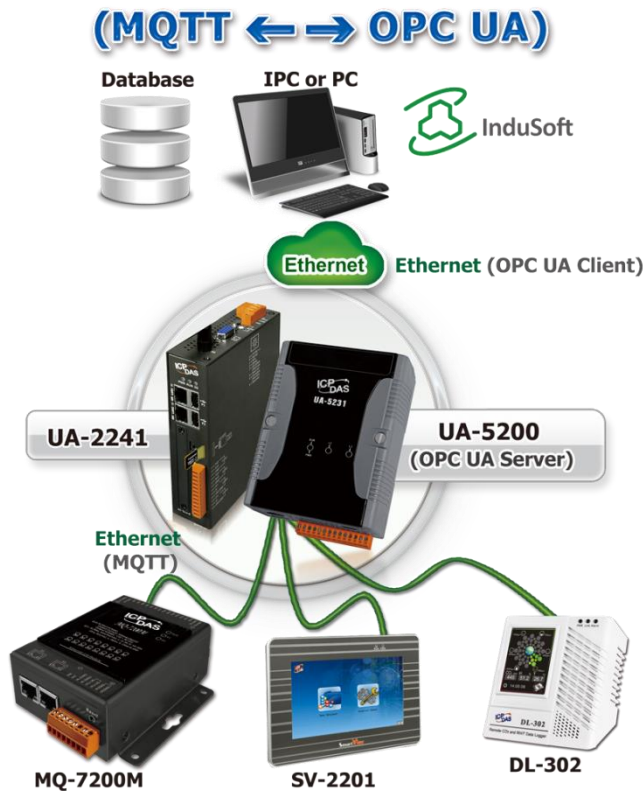 (MQTT ←→ OPC UA)
Database
IPC or PC
InduSoft
Ethernet
Ethernet (OPC UA Client)
ICP DAS
ICP DAS
UA-5231
UA-2241
UA-5200
(OPC UA Server)
Ethernet
(MQTT)
ICP DAS
DL-302
MQ-7200M
SV-2201
DL-302